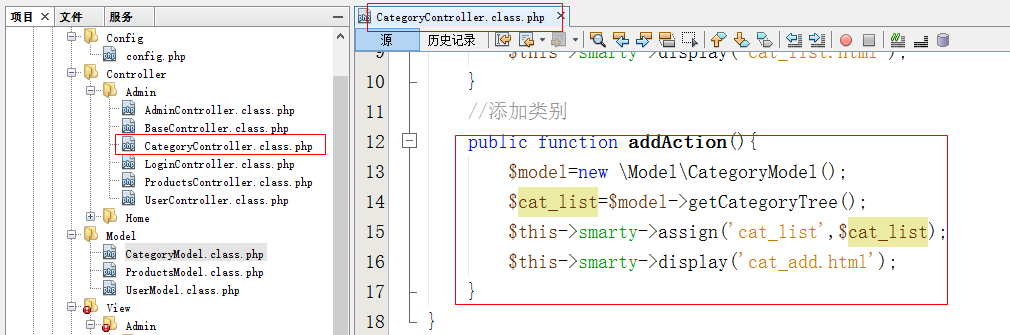 项目 × 文件 服务
Config
config.php
Controller
Admin
AdminController.class.php
BaseController.class.php
CategoryController.class.php
LoginController.class.php
ProductsController.class.php
UserController.class.php
Home
Model
CategoryModel.class.php
ProductsModel.class.php
UserModel.class.php
View
Admin
CategoryController.class.php ×
源 历史记录
9 $this->smarty->display('cat_list.html');
10 }
11 //添加类别
12 public function addAction(){
13 $model=new \Model\CategoryModel();
14 $cat_list=$model->getCategoryTree();
15 $this->smarty->assign('cat_list',$cat_list);
16 $this->smarty->display('cat_add.html');
17 }
18 }